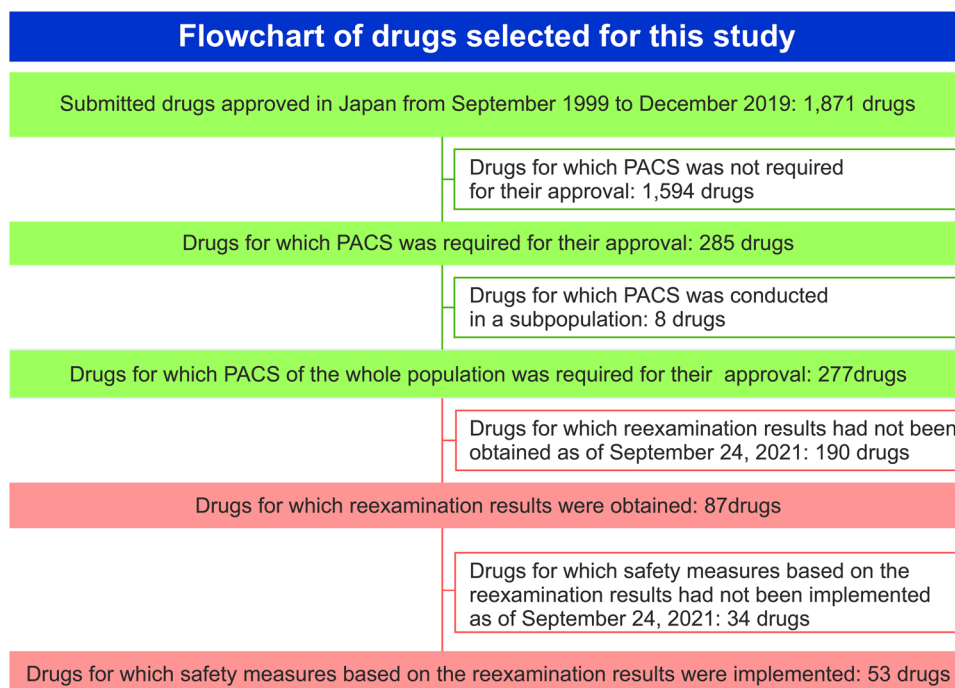 Flowchart of drugs selected for this study
Submitted drugs approved in Japan from September 1999 to December 2019: 1,871 drugs
Drugs for which PACS was not required
for their approval: 1,594 drugs
Drugs for which PACS was required for their approval: 285 drugs
Drugs for which PACS was conducted
in a subpopulation: 8 drugs
Drugs for which PACS of the whole population was required for their approval: 277drugs
Drugs for which reexamination results had not been
obtained as of September 24, 2021: 190 drugs
Drugs for which reexamination results were obtained: 87drugs
Drugs for which safety measures based on the
reexamination results had not been implemented
as of September 24, 2021: 34 drugs
Drugs for which safety measures based on the reexamination results were implemented: 53 drugs